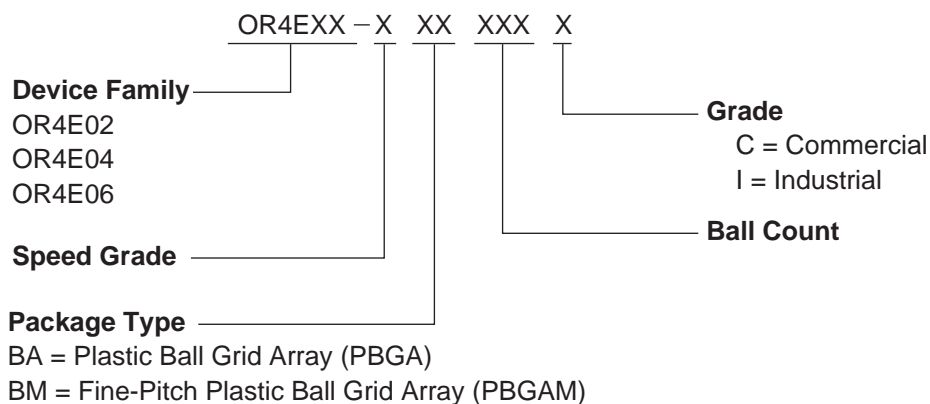 OR4EXX – X XX XXX X
Device Family
OR4E02
OR4E04
OR4E06
Speed Grade
Package Type
BA = Plastic Ball Grid Array (PBGA)
BM = Fine-Pitch Plastic Ball Grid Array (PBGAM)
Grade
C = Commercial
I = Industrial
Ball Count